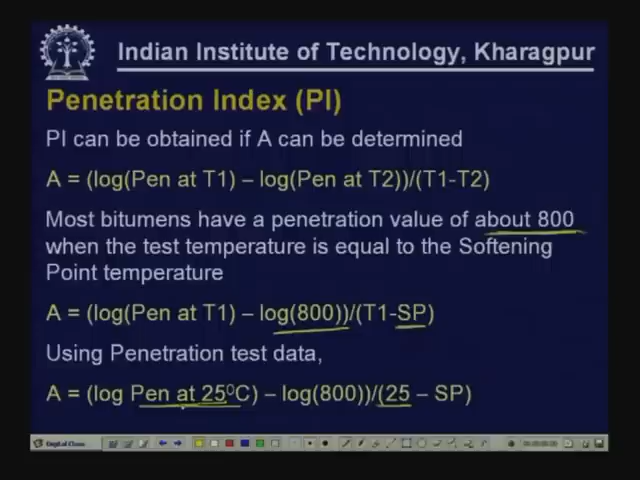 Indian Institute of Technology, Kharagpur
Penetration Index (PI)
PI can be obtained if A can be determined
A = (log(Pen at T1) – log(Pen at T2))/(T1-T2)
Most bitumens have a penetration value of about 800
when the test temperature is equal to the Softening
Point temperature
A = (log(Pen at T1) – log(800))/(T1-SP)
Using Penetration test data,
A = (log Pen at 25⁰C) – log(800))/(25 – SP)